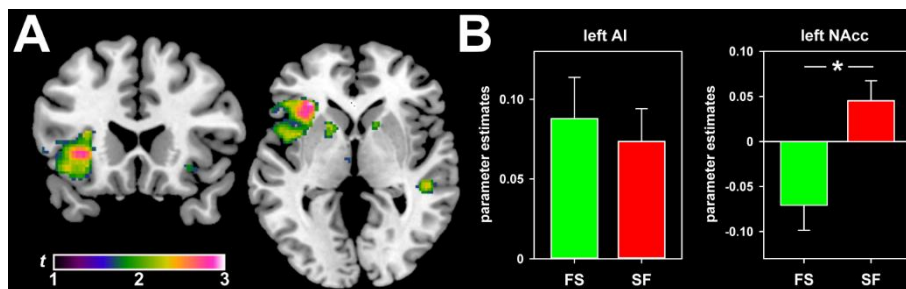 A
t
1 2 3
B
left AI
parameter estimates
0.10
0.05
0
FS SF
left NAcc
parameter estimates
0.10
0.05
0
-0.05
-0.10
*
FS SF